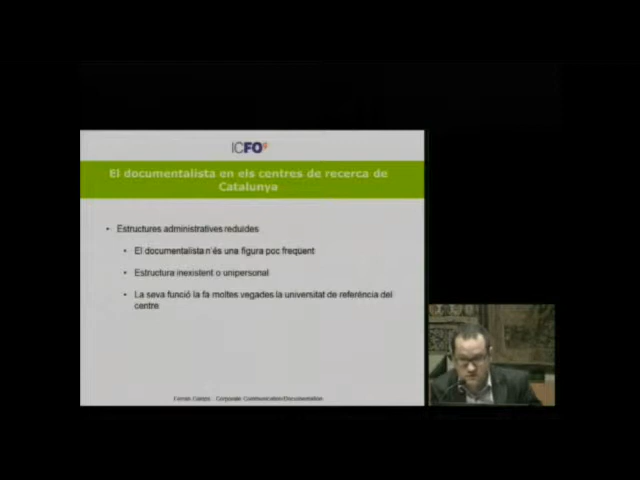 ICFO
El documentalista en els centres de recerca de
Catalunya
• Estructures administratives reduïdes
• El documentalista n'és una figura poc freqüent
• Estructura inexistent o unipersonal
• La seva funció la fa moltes vegades la universitat de referència del
centre
Corporate Communication/Documentation